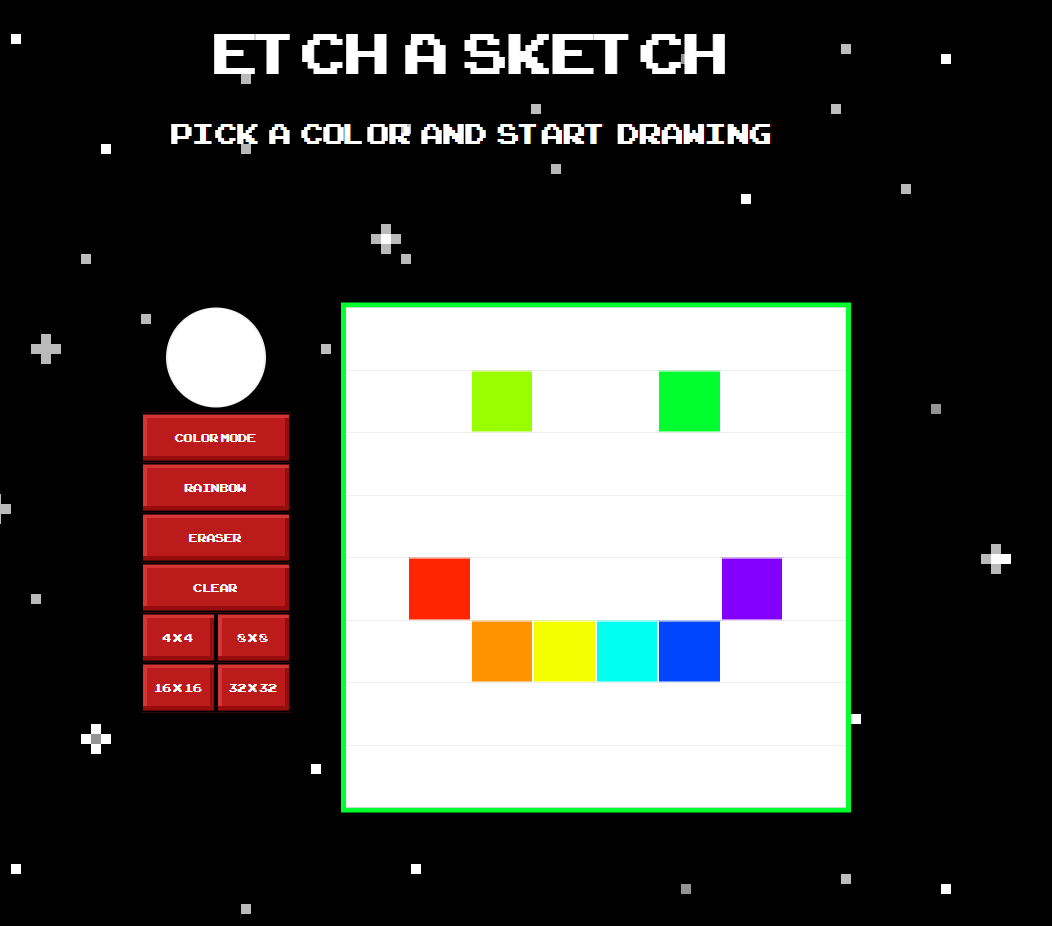 ETCH A SKETCH
PICK A COLOR AND START DRAWING
COLOR MODE
RAINBOW
ERASER
CLEAR
4X4 8X8
16X16 32X32